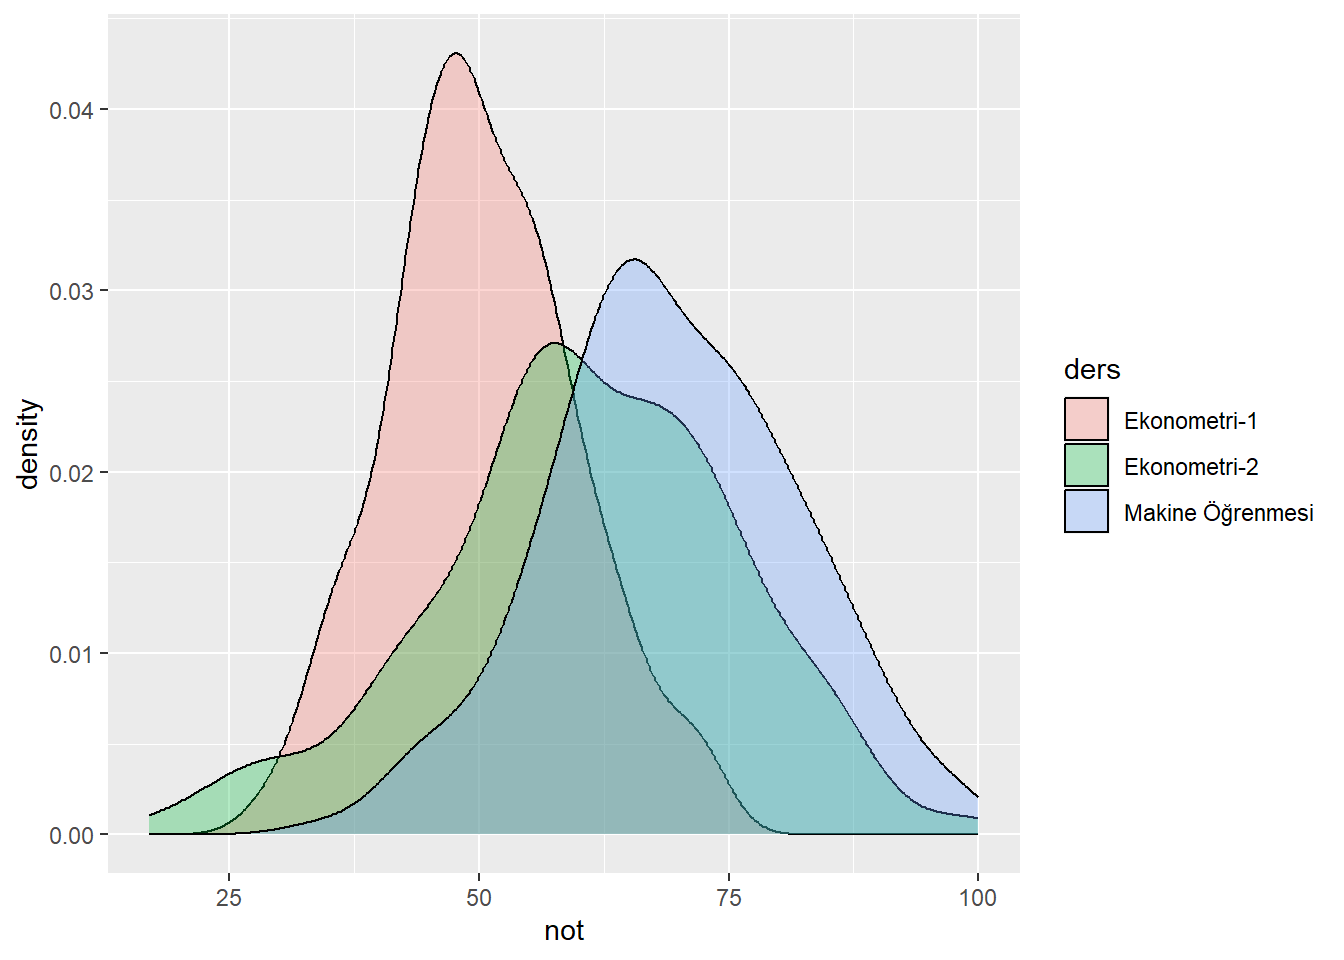 0.04
0.03
0.02
0.01
0.00
density
25 50 75 100
not
ders
Ekonometri-1
Ekonometri-2
Makine Öğrenmesi